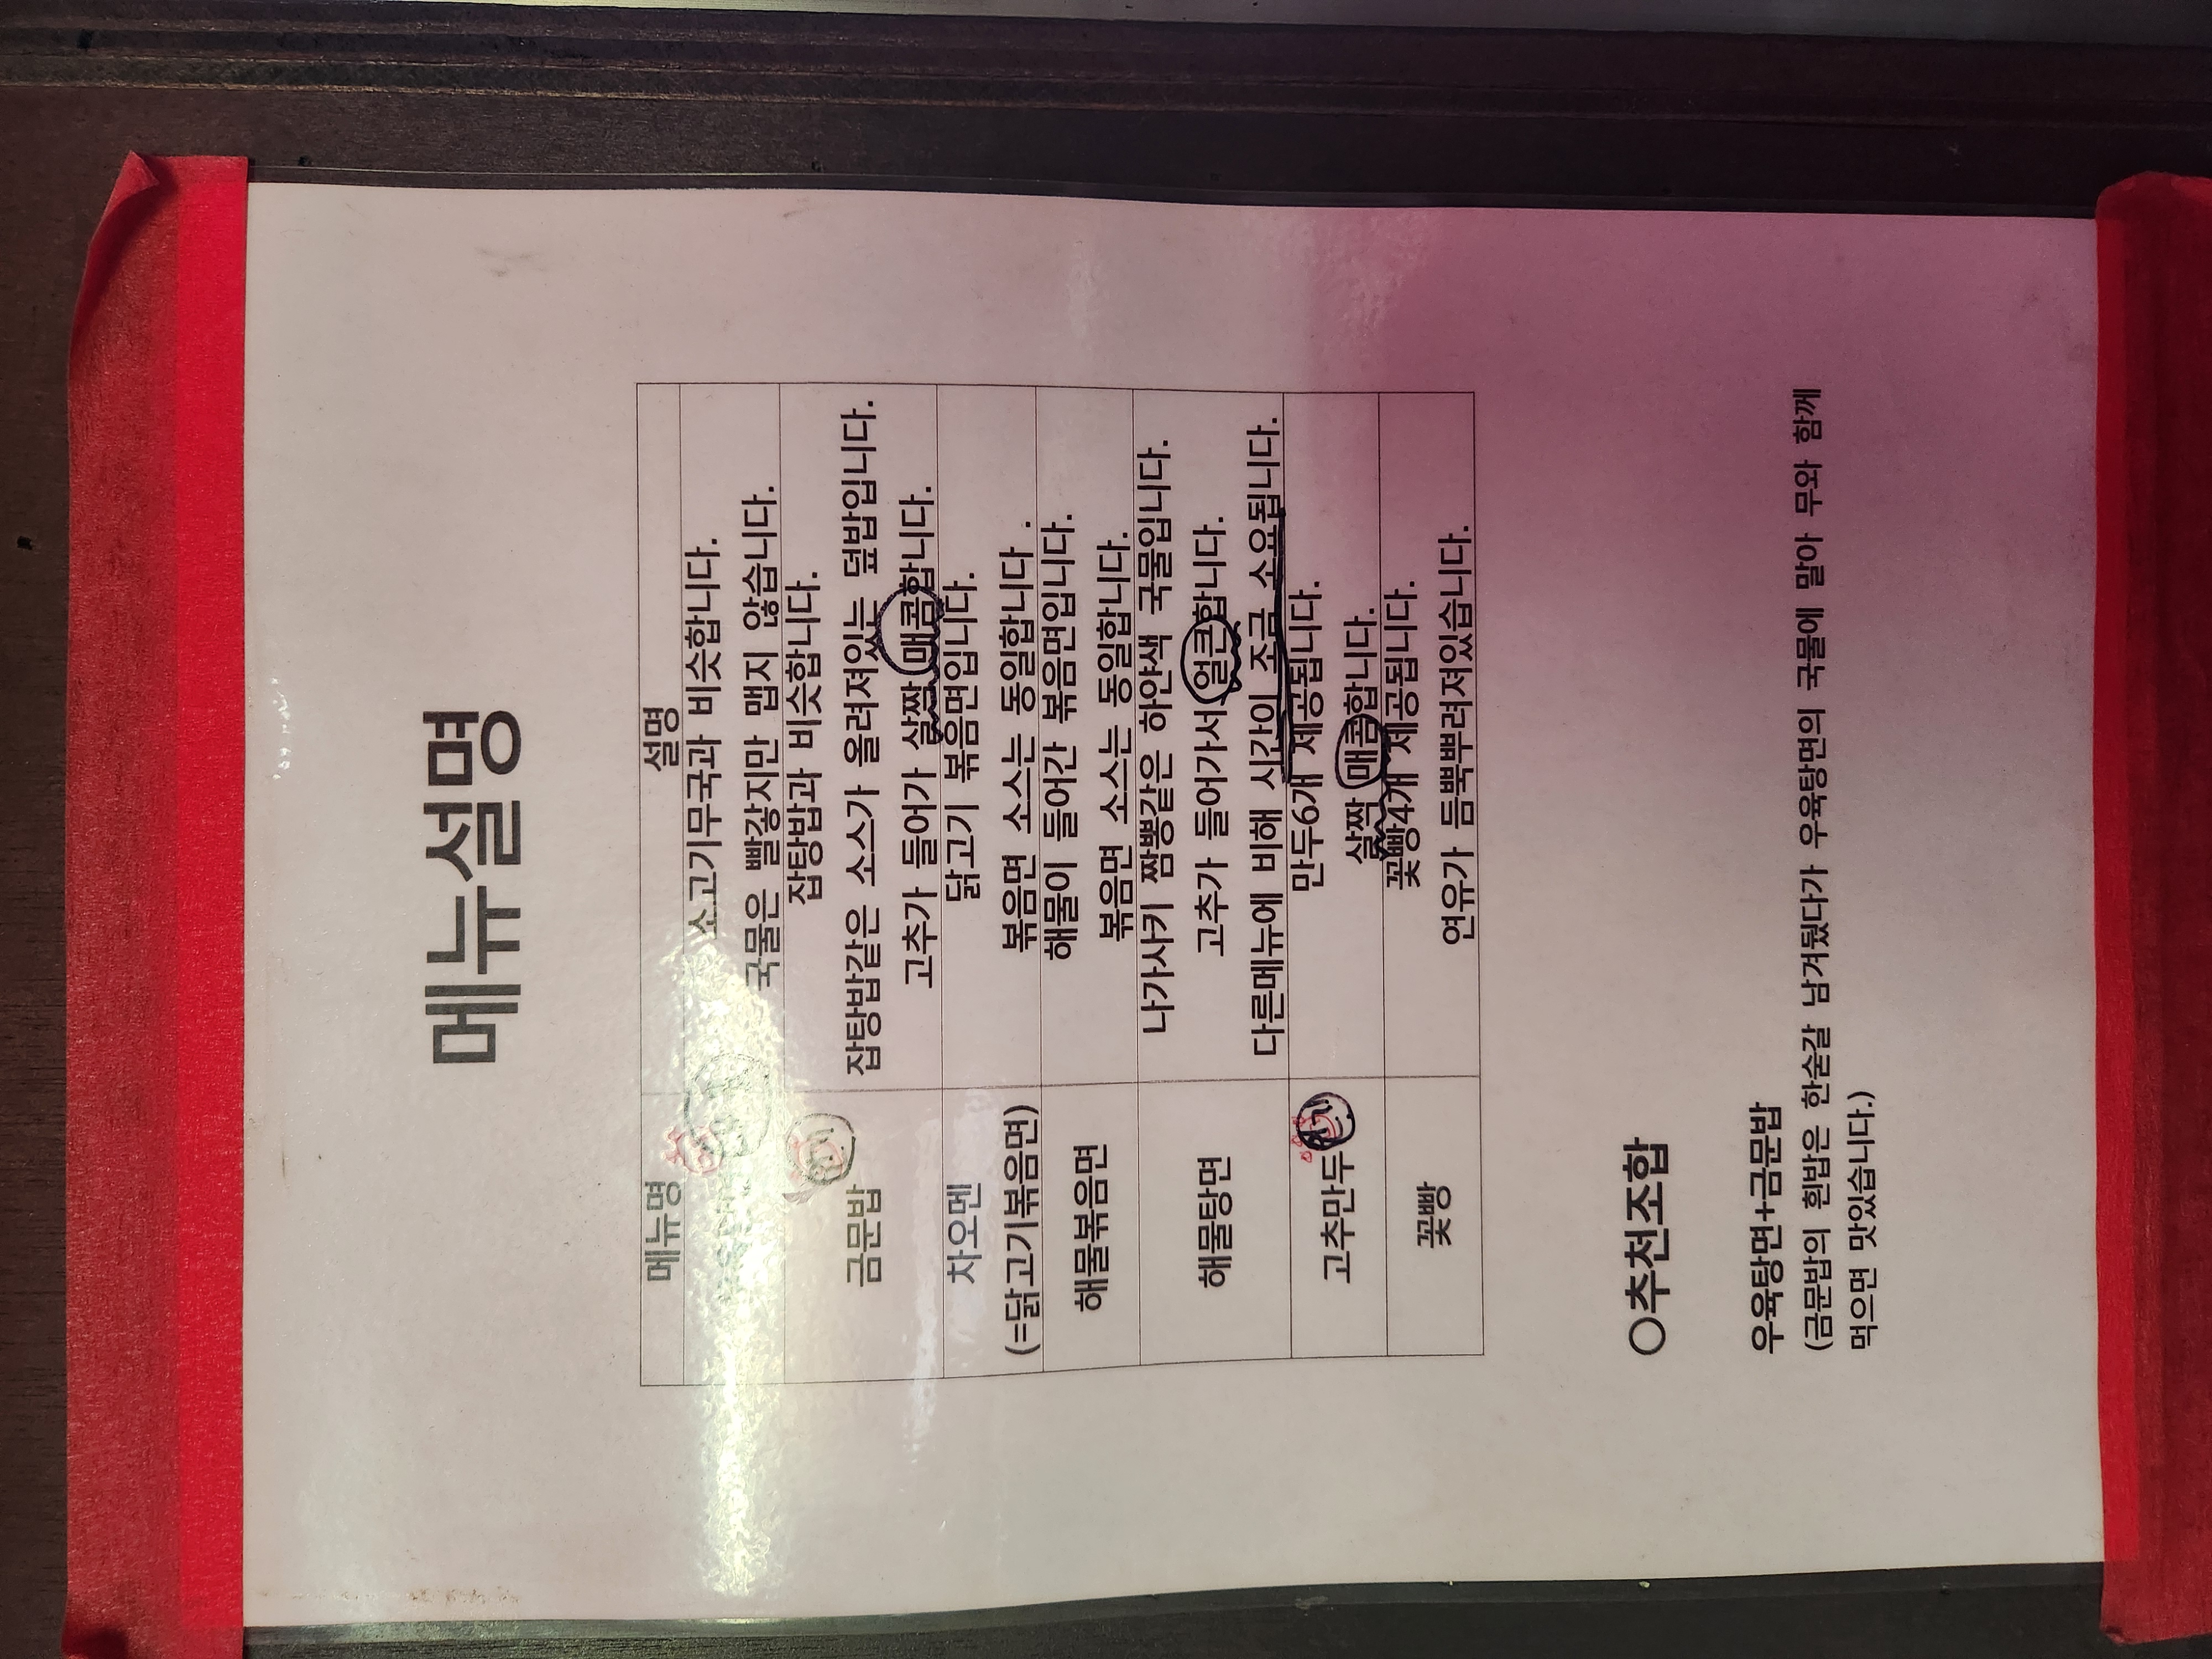 메뉴설명
메뉴명 설명
소고기무국과 비슷합니다.
국물은 빨갛지만 맵지 않습니다.
금문밥
잡탕밥과 비슷합니다.
잡탕밥같은 소스가 올려져있는 덮밥입니다.
고추가 들어가 살짝 매콤합니다.
차오멘
(=닭고기볶음면)
닭고기 볶음면입니다.
볶음면 소스는 동일합니다.
해물볶음면
해물이 들어간 볶음면입니다.
볶음면 소스는 동일합니다.
해물탕면
나가사키 짬뽕같은 하얀색 국물입니다.
고추가 들어가서 얼큰합니다.
다른메뉴에 비해 시간이 조금 소요됩니다.
고추만두
만두6개 제공됩니다.
살짝 매콤합니다.
꽃빵
꽃빵4개 제공됩니다.
연유가 듬뿍뿌려져있습니다.
○추천조합
우육탕면+금문밥
(금문밥의 흰밥은 한숟갈 남겨뒀다가 우육탕면의 국물에 말아 무와 함께
먹으면 맛있습니다.)